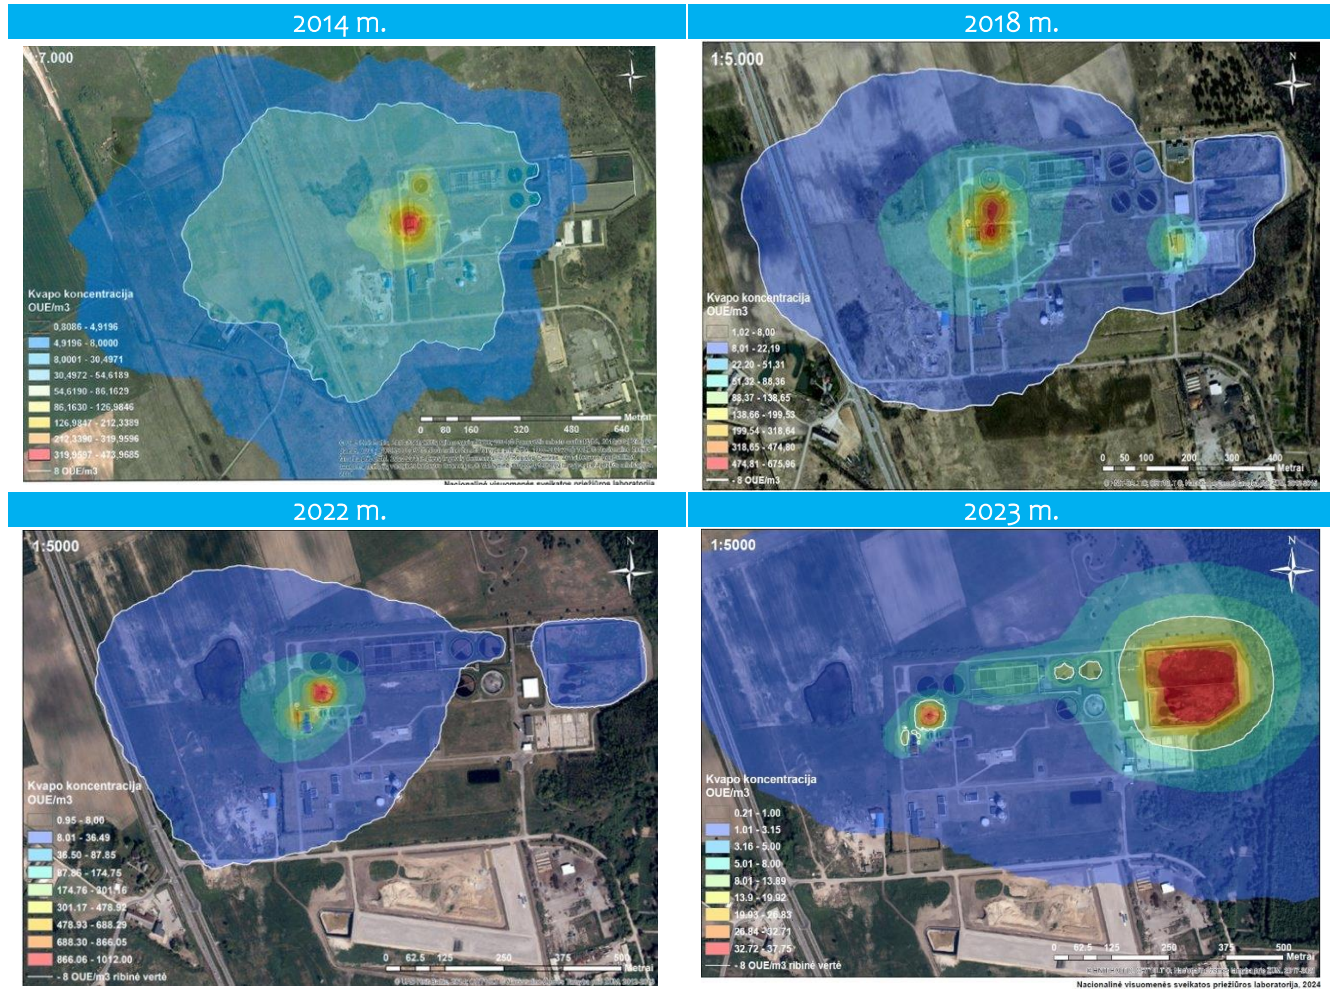 2014 m.
2018 m.
1:7.000
N
Kvapo koncentracija
OUE/m3
0,8086 - 4,9196
4,9196 - 8,0000
8,0001 - 30,4971
30,4972 - 54,6189
54,6190 - 86,1629
86,1630 - 126,9846
126,9847 - 212,3389
212,3390 - 319,9596
319,9597 - 473,9685
8 OUE/m3
0 80 160 320 480 640
Metrai
Nacionalinė visuomenės sveikatos priežiūros laboratorija
1:5.000
N
Kvapo koncentracija
OUE/m3
1,02 - 8,00
8,01 - 22,19
22,20 - 51,31
51,32 - 88,36
88,37 - 138,65
138,66 - 199,53
199,54 - 318,64
318,65 - 474,80
474,81 - 675,96
- 8 OUE/m3
0 50 100 200 300 400
Metrai
2022 m.
2023 m.
1:5000
N
Kvapo koncentracija
OUE/m3
0.95 - 8,00
8.01 - 36.49
36.50 - 87.85
87.86 - 174.75
174.76 - 301.16
301.17 - 478.92
478.93 - 688.29
688.30 - 866.05
866.06 - 1012.00
- 8 OUE/m3 ribinė vertė
0 62.5 125 250 375 500
Metrai
1:5000
N
Kvapo koncentracija
OUE/m3
0.21 - 1.00
1.01 - 3.15
3.16 - 5.00
5.01 - 8.00
8.01 - 13.89
13.9 - 19.92
19.93 - 26.83
26.84 - 32.71
32.72 - 37.75
- 8 OUE/m3 ribinė vertė
0 62.5 125 250 375 500
Metrai
Nacionalinė visuomenės sveikatos priežiūros laboratorija, 2024